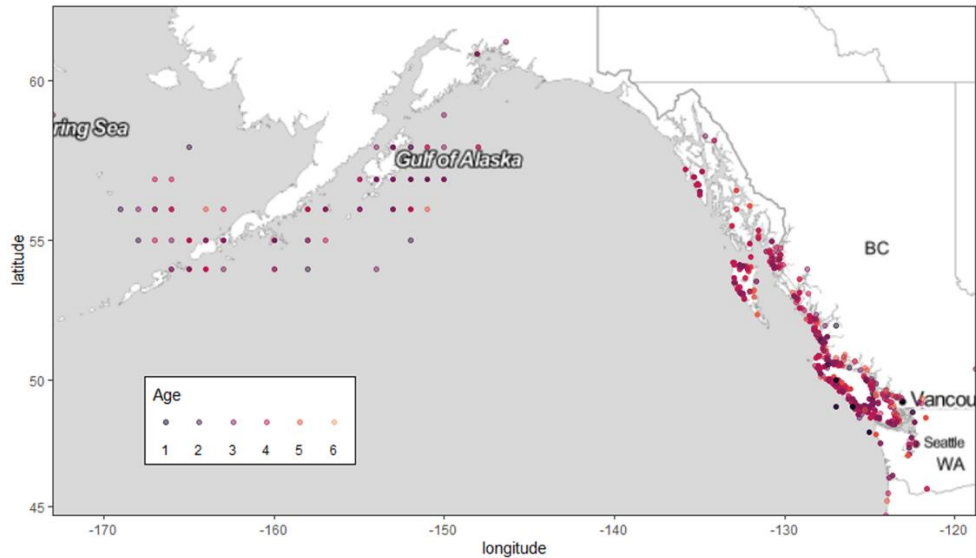 60
ring Sea
Gulf of Alaska
55
BC
latitude
50
Age
1 2 3 4 5 6
Vancou
Seattle
WA
45
-170 -160 -150 -140 -130 -120
longitude